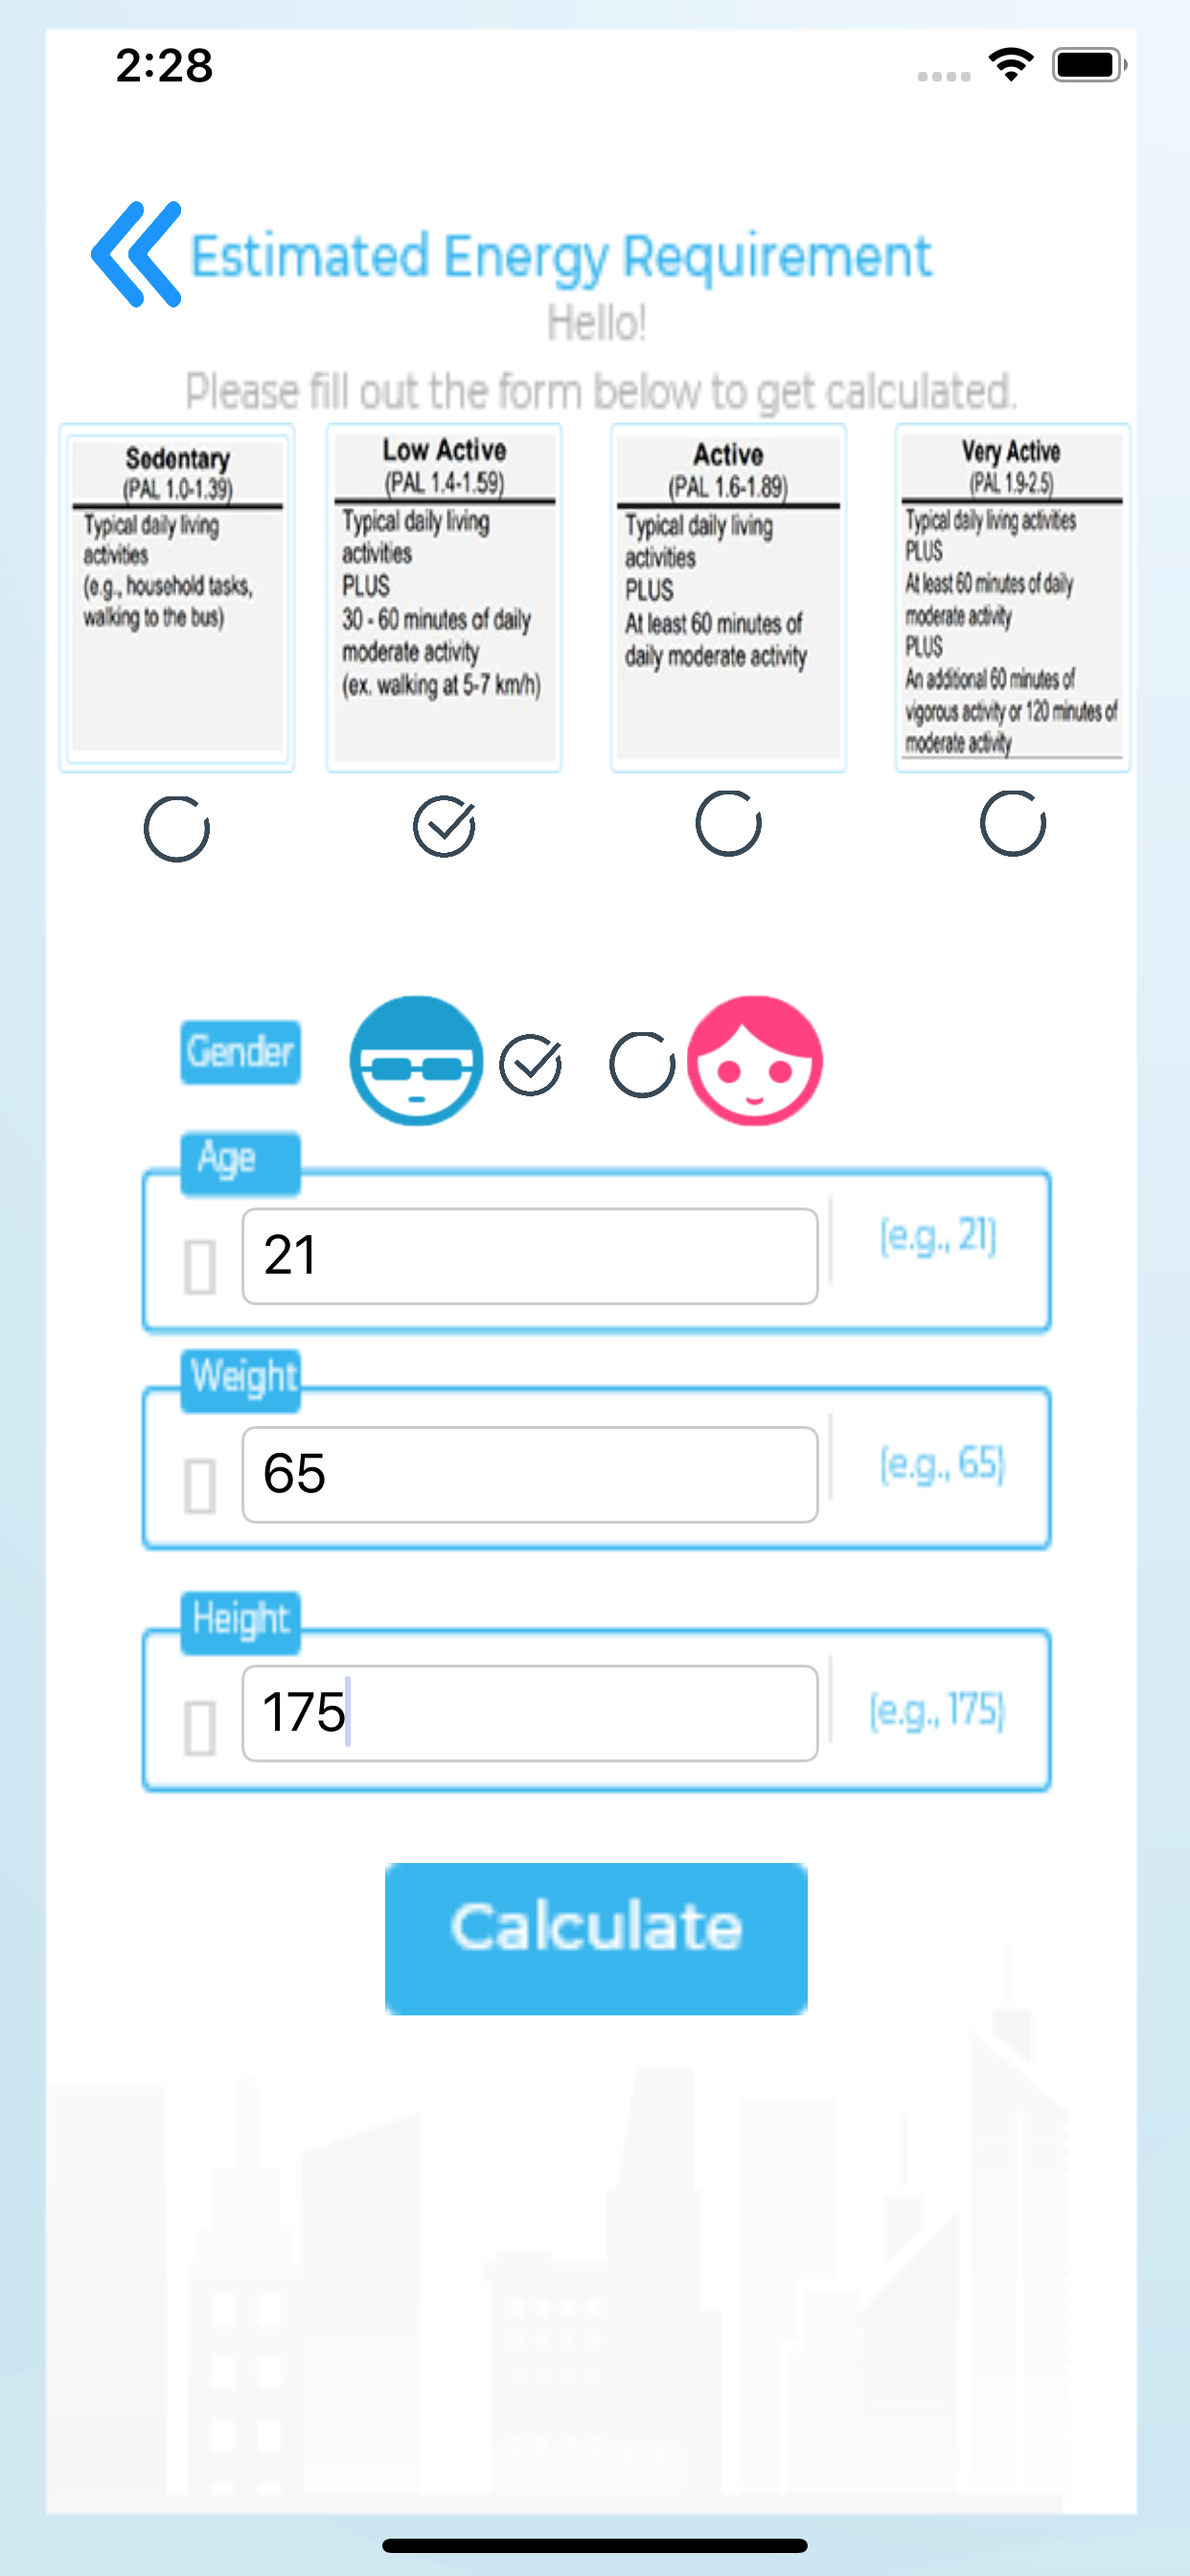 2:28
Estimated Energy Requirement
Hello!
Please fill out the form below to get calculated.
Sedentary
(PAL 1.0-1.39)
Typical daily living
activities
(e.g., household tasks,
walking to the bus)
Low Active
(PAL 1.4-1.59)
Typical daily living
activities
PLUS
30 - 60 minutes of daily
moderate activity
(ex. walking at 5-7 km/h)
Active
(PAL 1.6-1.89)
Typical daily living
activities
PLUS
At least 60 minutes of
daily moderate activity
Very Active
(PAL 1.9-2.5)
Typical daily living activities
PLUS
At least 60 minutes of daily
moderate activity
PLUS
An additional 60 minutes of
vigorous activity or 120 minutes of
moderate activity
Gender
Age
21
(e.g., 21)
Weight
65
(e.g., 65)
Height
175
(e.g., 175)
Calculate